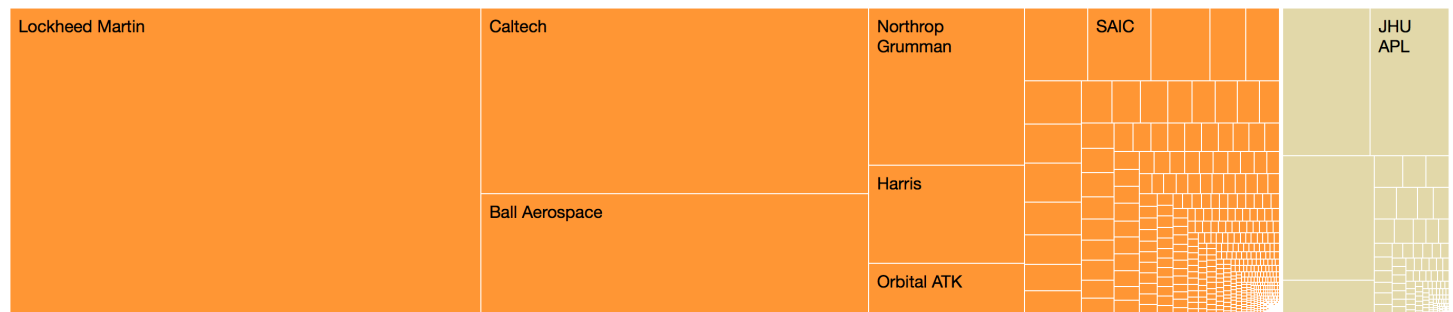 Lockheed Martin
Caltech
Ball Aerospace
Northrop
Grumman
Harris
Orbital ATK
SAIC
JHU
APL